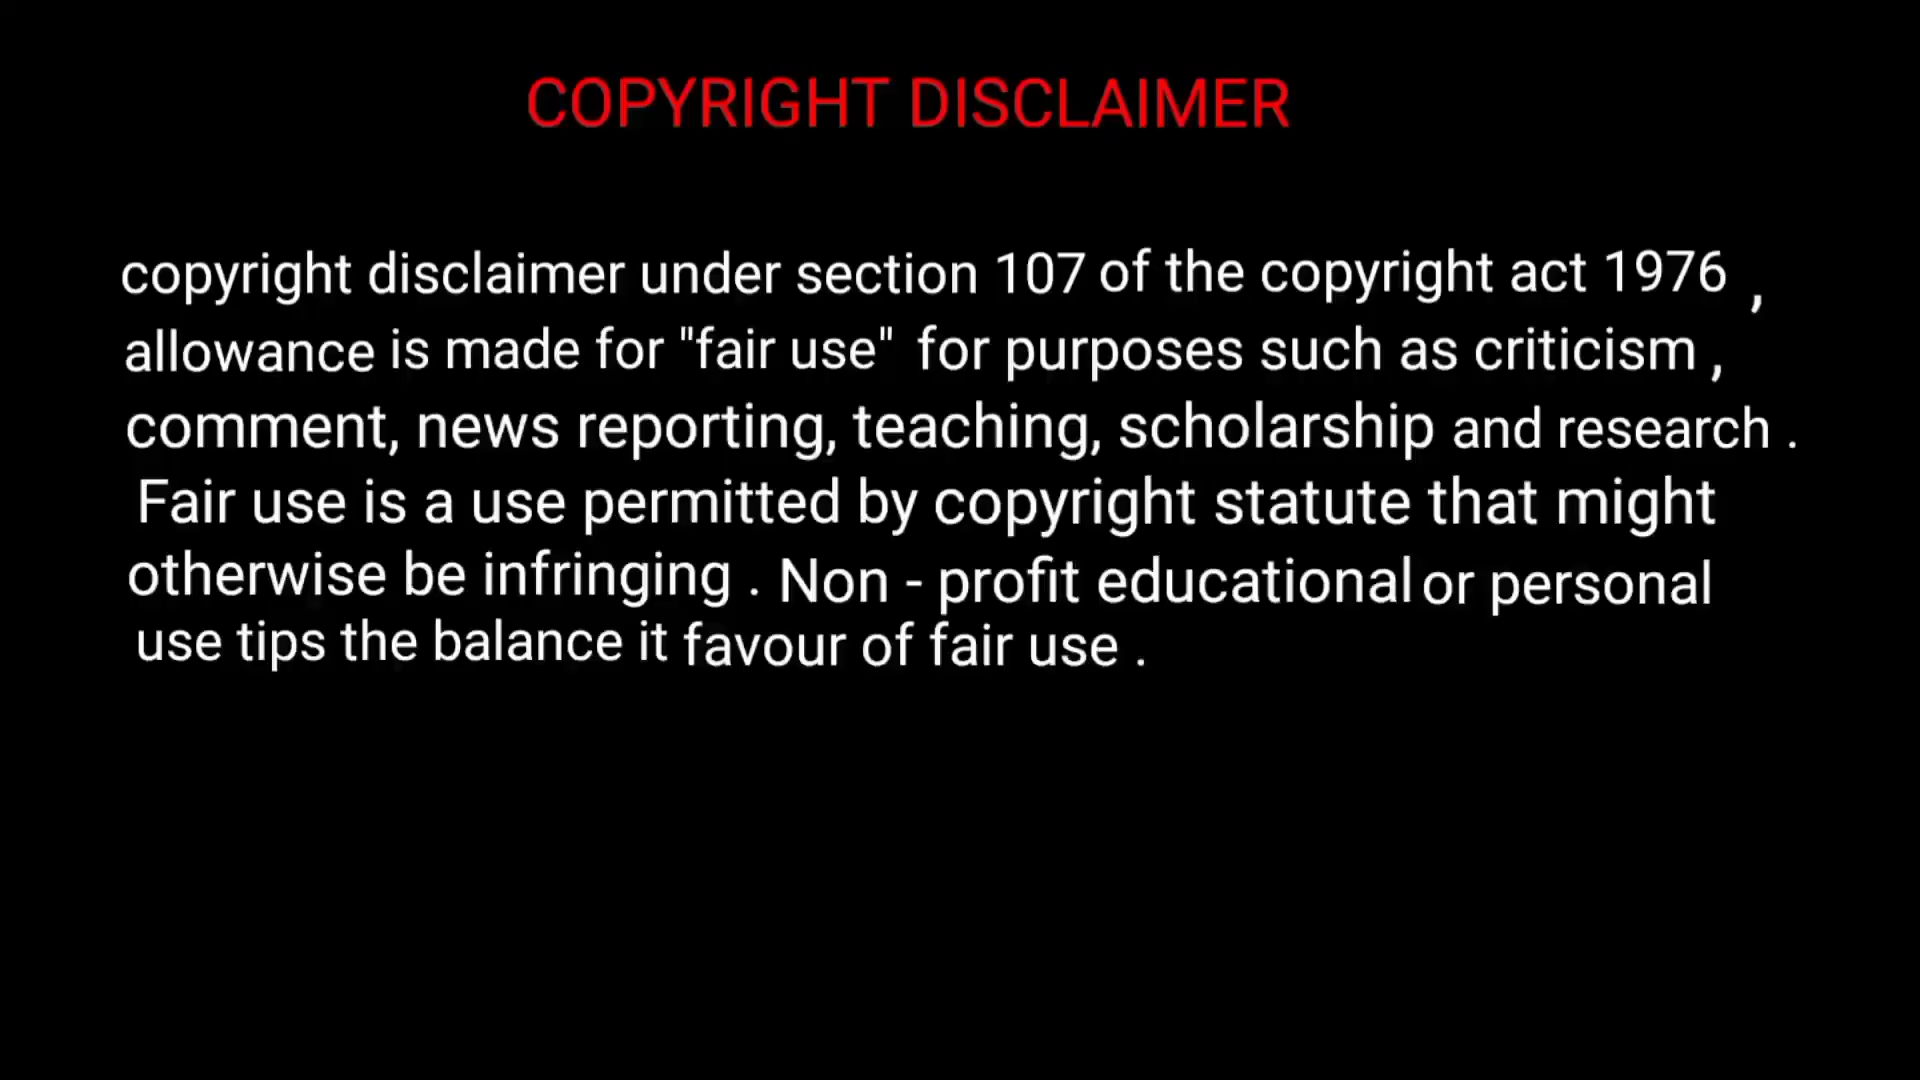 COPYRIGHT DISCLAIMER
copyright disclaimer under section 107 of the copyright act 1976 ,
allowance is made for "fair use" for purposes such as criticism ,
comment, news reporting, teaching, scholarship and research .
Fair use is a use permitted by copyright statute that might
otherwise be infringing . Non - profit educational or personal
use tips the balance it favour of fair use .